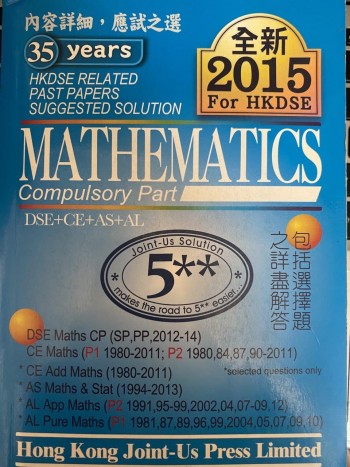 內容詳細，應試之選
35 years
全新
2015
For HKDSE
HKDSE RELATED
PAST PAPERS
SUGGESTED SOLUTION
MATHEMATICS
Compulsory Part
DSE+CE+AS+AL
Joint-Us Solution
5**
makes the road to 5** easier...
包括選擇題
之詳盡解答
DSE Maths CP (SP,PP,2012-14)
CE Maths (P1 1980-2011; P2 1980,84,87,90-2011)
* CE Add Maths (1980-2011) *selected questions only
* AS Maths & Stat (1994-2013)
* AL App Maths (P2 1991,95-99,2002,04,07-09,12)
* AL Pure Maths (P1 1981,87,89,96,99,2004,05,07,09,10)
Hong Kong Joint-Us Press Limited